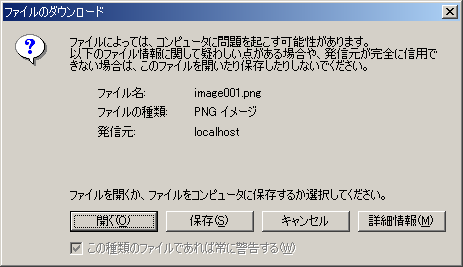 ファイルのダウンロード
ファイルによっては、コンピュータに問題を起こす可能性があります。
以下のファイル情報に関して疑わしい点がある場合や、発信元が完全に信用で
きない場合は、このファイルを開いたり保存したりしないでください。
ファイル名: image001.png
ファイルの種類: PNG イメージ
発信元: localhost
ファイルを開くか、ファイルをコンピュータに保存するか選択してください。
開く(O) 保存(S) キャンセル 詳細情報(M)
この種類のファイルであれば常に警告する(W)